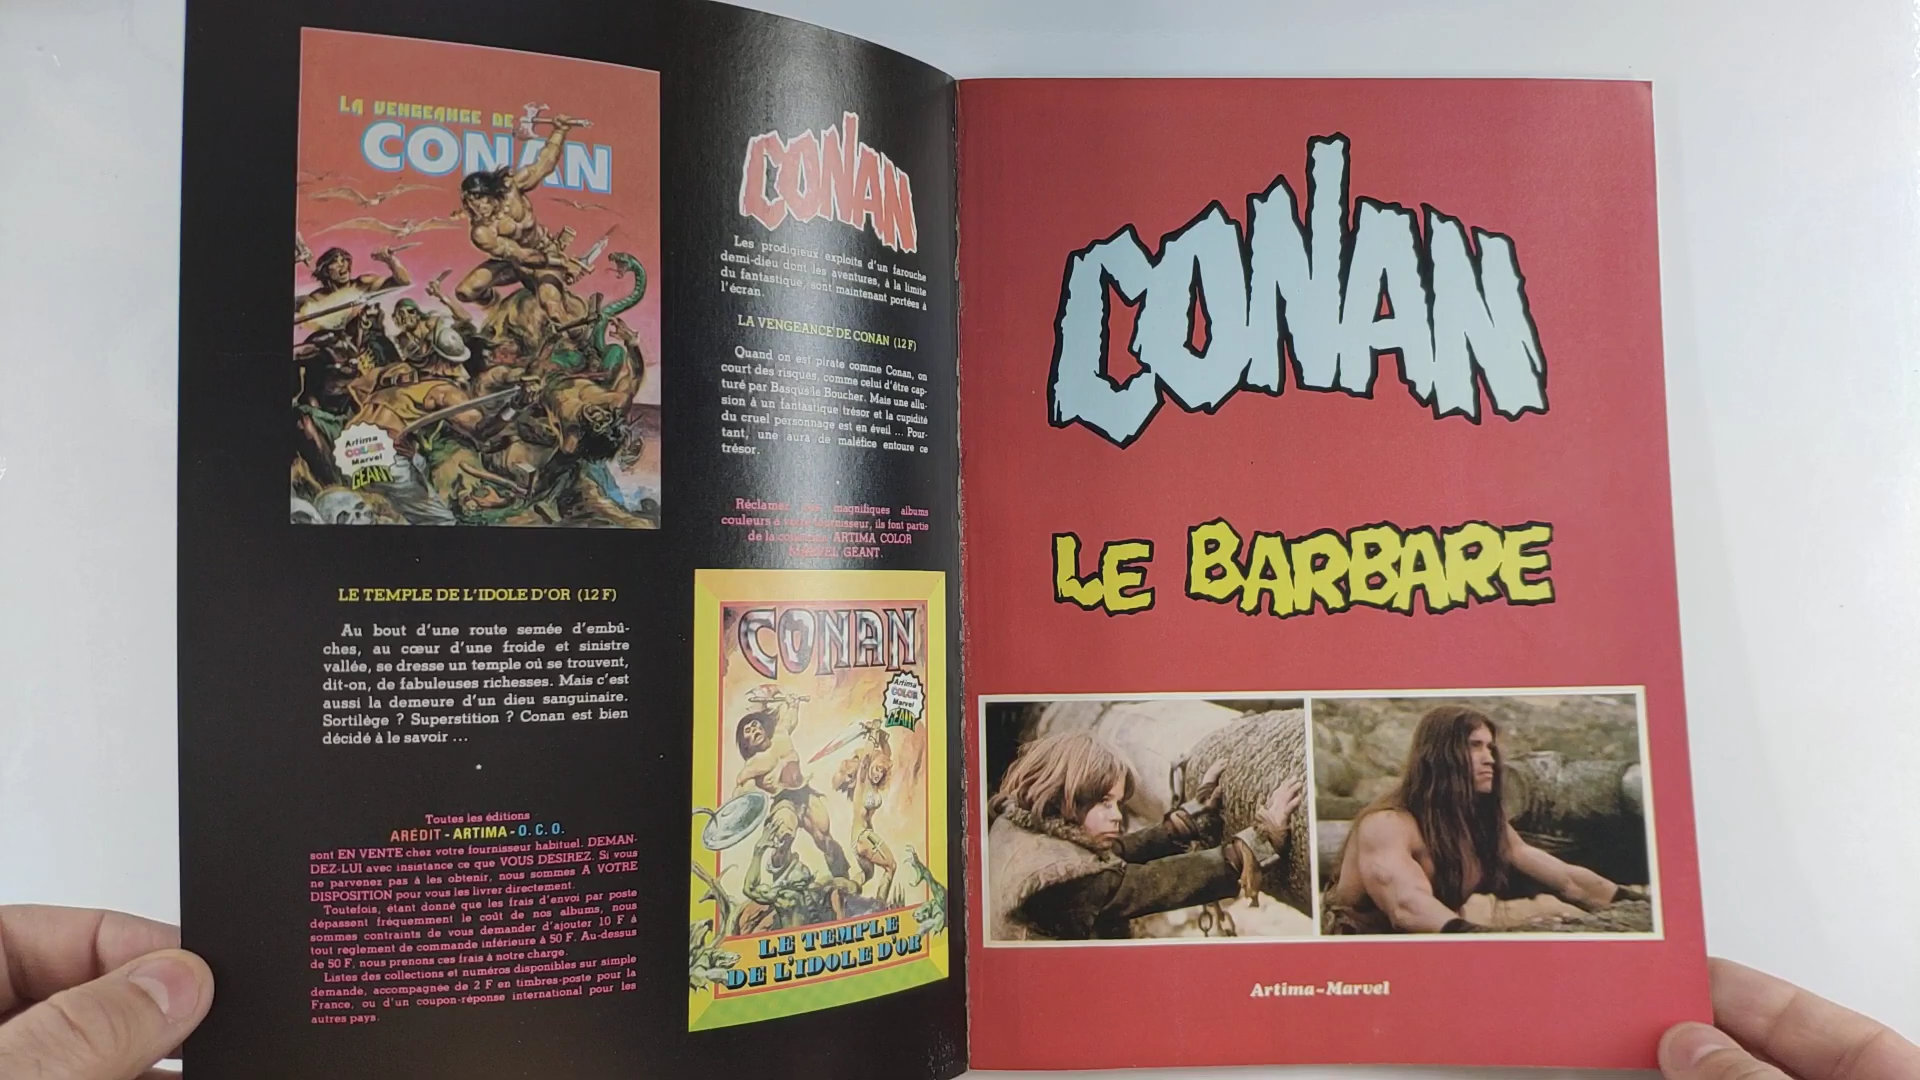 LA VENGEANCE DE
CONAN
Artima
COLOR
Marvel
GEANT
LE TEMPLE DE L'IDOLE D'OR (12 F)
Au bout d'une route semée d'embû-
ches, au cœur d'une froide et sinistre
vallée, se dresse un temple où se trouvent,
dit-on, de fabuleuses richesses. Mais c'est
aussi la demeure d'un dieu sanguinaire.
Sortilège ? Superstition ? Conan est bien
décidé à le savoir ...
*
Toutes les éditions
ARÉDIT - ARTIMA - O. C. O.
sont EN VENTE chez votre fournisseur habituel. DEMAN-
DEZ-LUI avec insistance ce que VOUS DESIREZ. Si vous
ne parvenez pas à les obtenir, nous sommes A VOTRE
DISPOSITION pour vous les livrer directement.
Toutefois, étant donné que les frais d'envoi par poste
dépassent fréquemment le coût de nos albums, nous
sommes contraints de vous demander d'ajouter 10 F à
tout règlement de commande inférieure à 50 F. Au-dessus
de 50 F, nous prenons ces frais à notre charge.
Listes des collections et numéros disponibles sur simple
demande, accompagnée de 2 F en timbres-poste pour la
France, ou d'un coupon-réponse international pour les
autres pays.
CONAN
Les prodigieux exploits d'un farouche
demi-dieu dont les aventures, à la limite
du fantastique, sont maintenant portées à
l'écran.
LA VENGEANCE DE CONAN (12 F)
Quand on est pirate comme Conan, on
court des risques, comme celui d'être cap-
turé par Basqus le Boucher. Mais une allu-
sion à un fantastique trésor et la cupidité
du cruel personnage est en éveil ... Pour-
tant, une aura de maléfice entoure ce
trésor.
Réclamez magnifiques albums
couleurs à votre fournisseur, ils font partie
de la ARTIMA COLOR
MARVEL GEANT.
CONAN
Artima
COLOR
Marvel
GEANT
LE TEMPLE
DE L'IDOLE D'OR
CONAN
LE BARBARE
Artima-Marvel